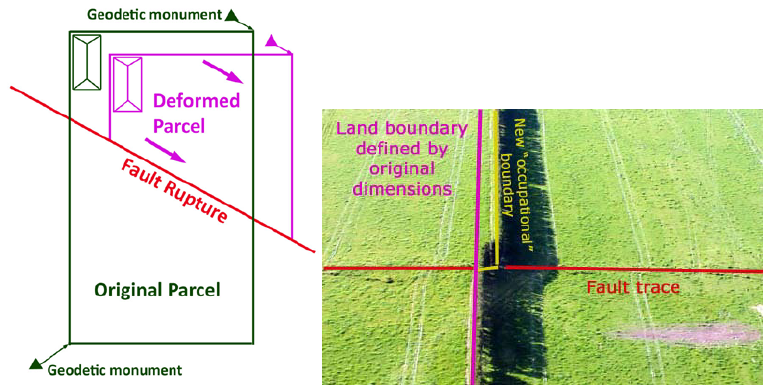 Geodetic monument
Deformed
Parcel
Fault Rupture
Original Parcel
Geodetic monument
Land boundary
defined by
original
dimensions
New "occupational"
boundary
Fault trace